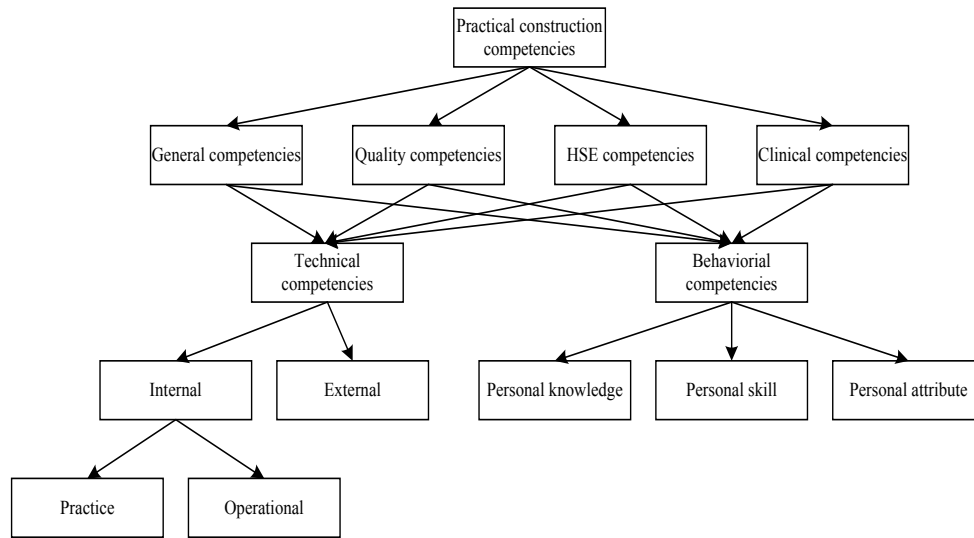 Practical construction
competencies
General competencies
Quality competencies
HSE competencies
Clinical competencies
Technical
competencies
Behaviorial
competencies
Internal
External
Personal knowledge
Personal skill
Personal attribute
Practice
Operational